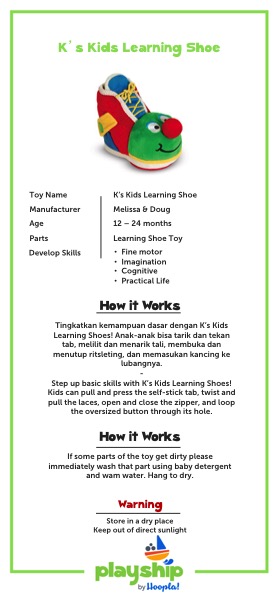 K's Kids Learning Shoe
Toy Name K's Kids Learning Shoe
Manufacturer Melissa & Doug
Age 12 – 24 months
Parts Learning Shoe Toy
Develop Skills • Fine motor
• Imagination
• Cognitive
• Practical Life
How it Works
Tingkatkan kemampuan dasar dengan K's Kids
Learning Shoes! Anak-anak bisa tarik dan tekan
tab, melilit dan menarik tali, membuka dan
menutup ritsleting, dan memasukan kancing ke
lubangnya.
-
Step up basic skills with K's Kids Learning Shoes!
Kids can pull and press the self-stick tab, twist and
pull the laces, open and close the zipper, and loop
the oversized button through its hole.
How it Works
If some parts of the toy get dirty please
immediately wash that part using baby detergent
and wam water. Hang to dry.
Warning
Store in a dry place
Keep out of direct sunlight
playship
by Hoopla!